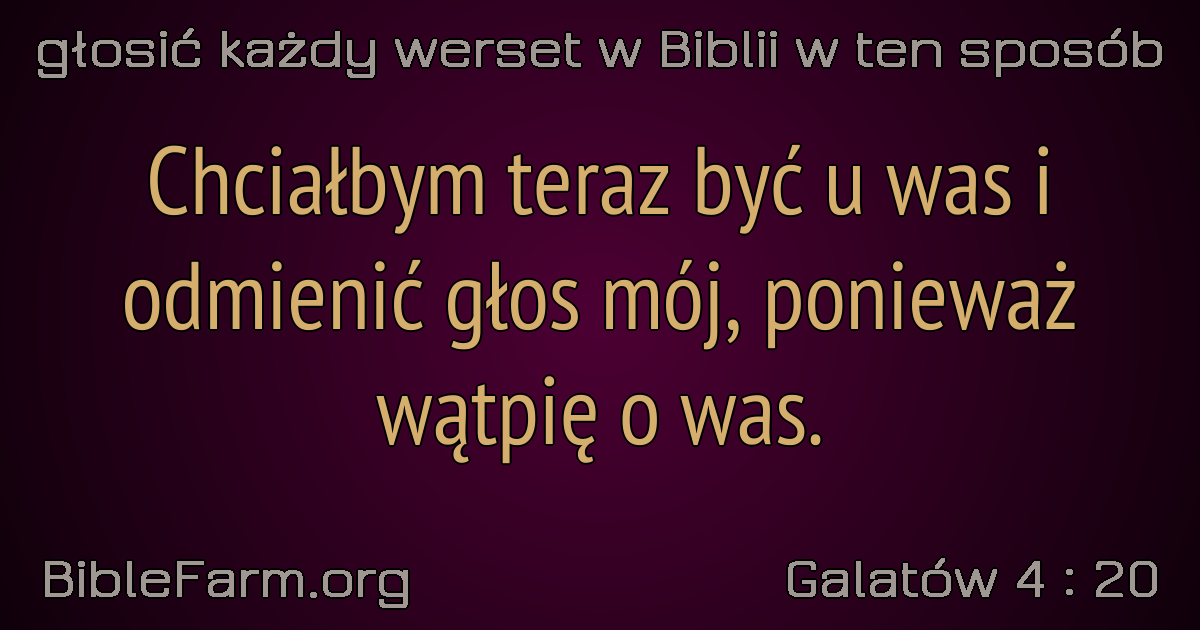 głosić każdy werset w Biblii w ten sposób
Chciałbym teraz być u was i
odmienić głos mój, ponieważ
wątpię o was.
BibleFarm.org
Galatów 4 : 20